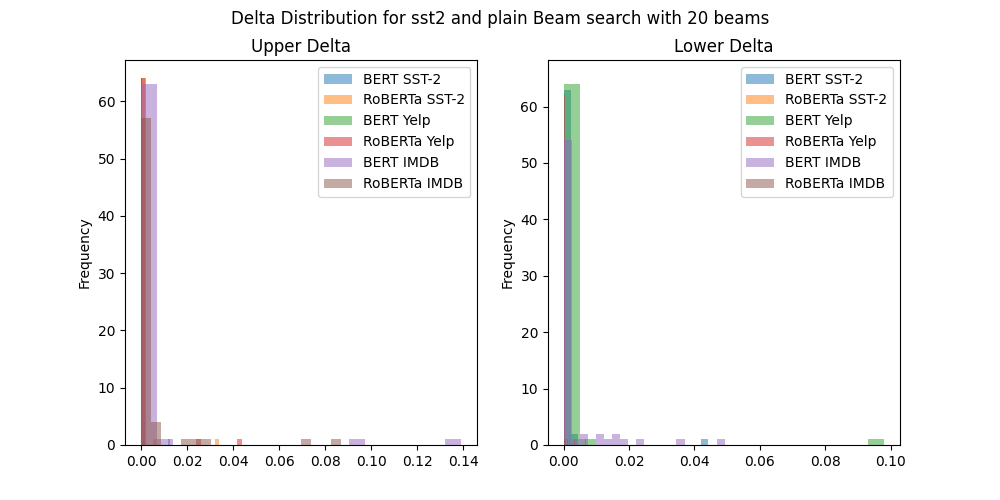 Delta Distribution for sst2 and plain Beam search with 20 beams
Upper Delta
Frequency
60
50
40
30
20
10
0
0.00 0.02 0.04 0.06 0.08 0.10 0.12 0.14
BERT SST-2
RoBERTa SST-2
BERT Yelp
RoBERTa Yelp
BERT IMDB
RoBERTa IMDB
Lower Delta
Frequency
60
50
40
30
20
10
0
0.00 0.02 0.04 0.06 0.08 0.10
BERT SST-2
RoBERTa SST-2
BERT Yelp
RoBERTa Yelp
BERT IMDB
RoBERTa IMDB